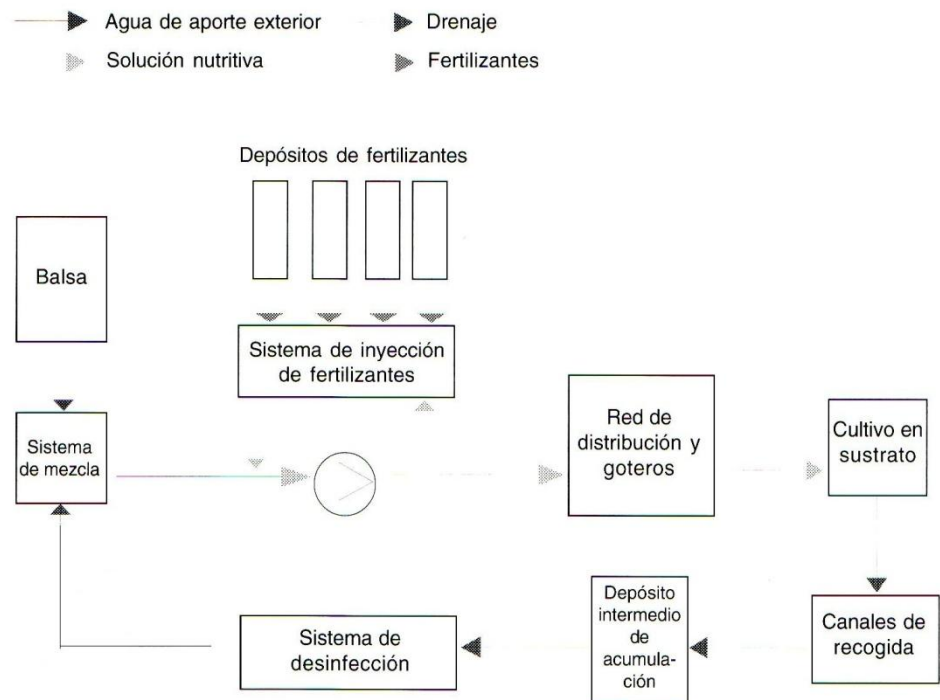 Agua de aporte exterior
Drenaje
Solución nutritiva
Fertilizantes
Depósitos de fertilizantes
Balsa
Sistema de inyección
de fertilizantes
Sistema
de mezcla
Red de
distribución y
goteros
Cultivo en
sustrato
Sistema de
desinfección
Depósito
intermedio
de
acumula-
ción
Canales de
recogida